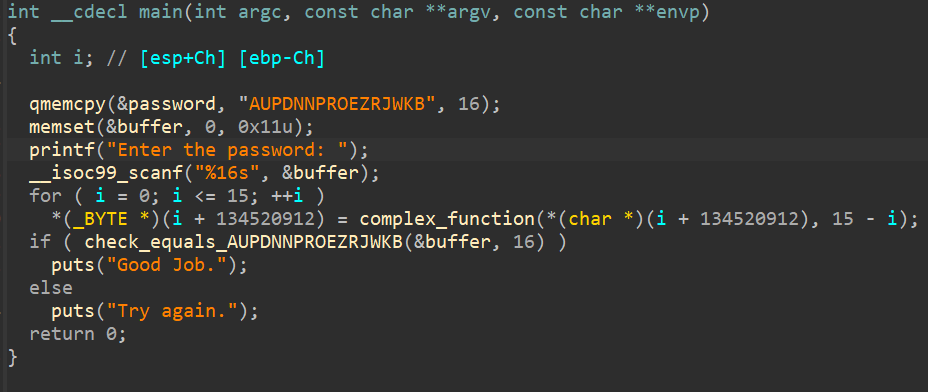 int __cdecl main(int argc, const char **argv, const char **envp)
{
  int i; // [esp+Ch] [ebp-Ch]

  qmemcpy(&password, "AUPDNNPROEZRJWKB", 16);
  memset(&buffer, 0, 0x11u);
  printf("Enter the password: ");
  __isoc99_scanf("%16s", &buffer);
  for ( i = 0; i <= 15; ++i )
    *(_BYTE *)(i + 134520912) = complex_function(*(char *)(i + 134520912), 15 - i);
  if ( check_equals_AUPDNNPROEZRJWKB(&buffer, 16) )
    puts("Good Job.");
  else
    puts("Try again.");
  return 0;
}